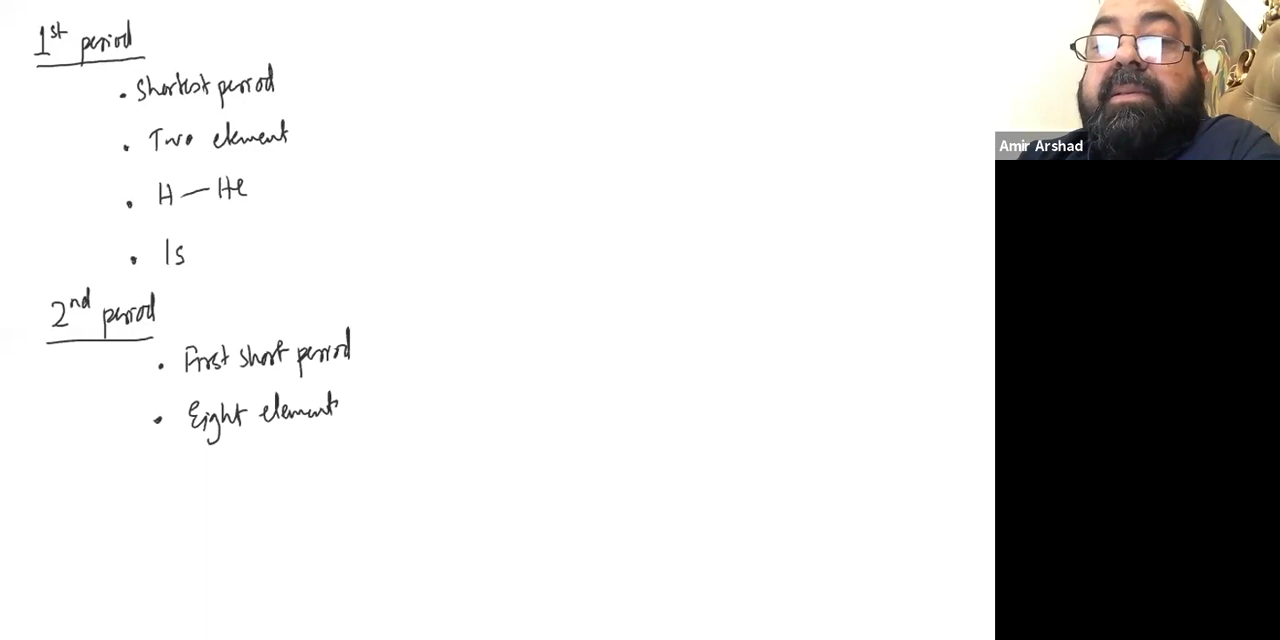 1st period
• Shortest period
• Two element
• H — He
• 1s
2nd period
• First short period
• Eight elements
Amir Arshad